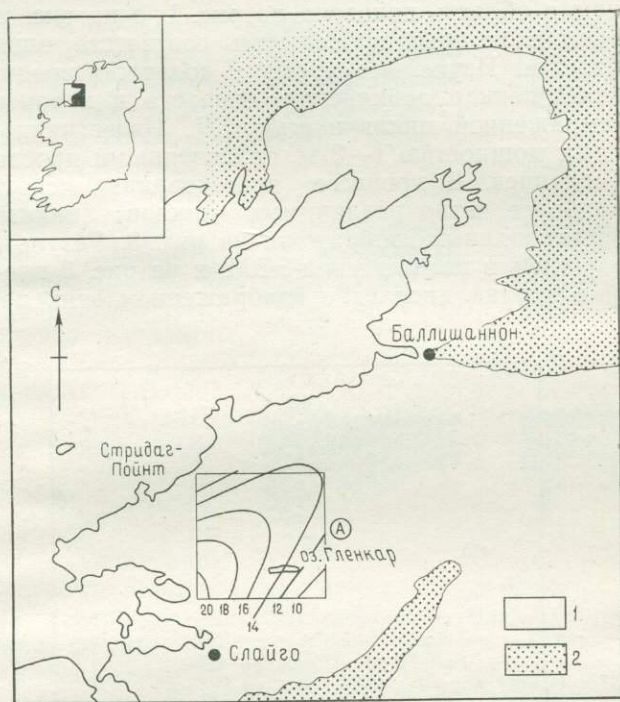 С
Баллишаннон
Стридаг-
Пойнт
А
оз. Гленкар
20 18 16 12 10
14
Слайго
1
2